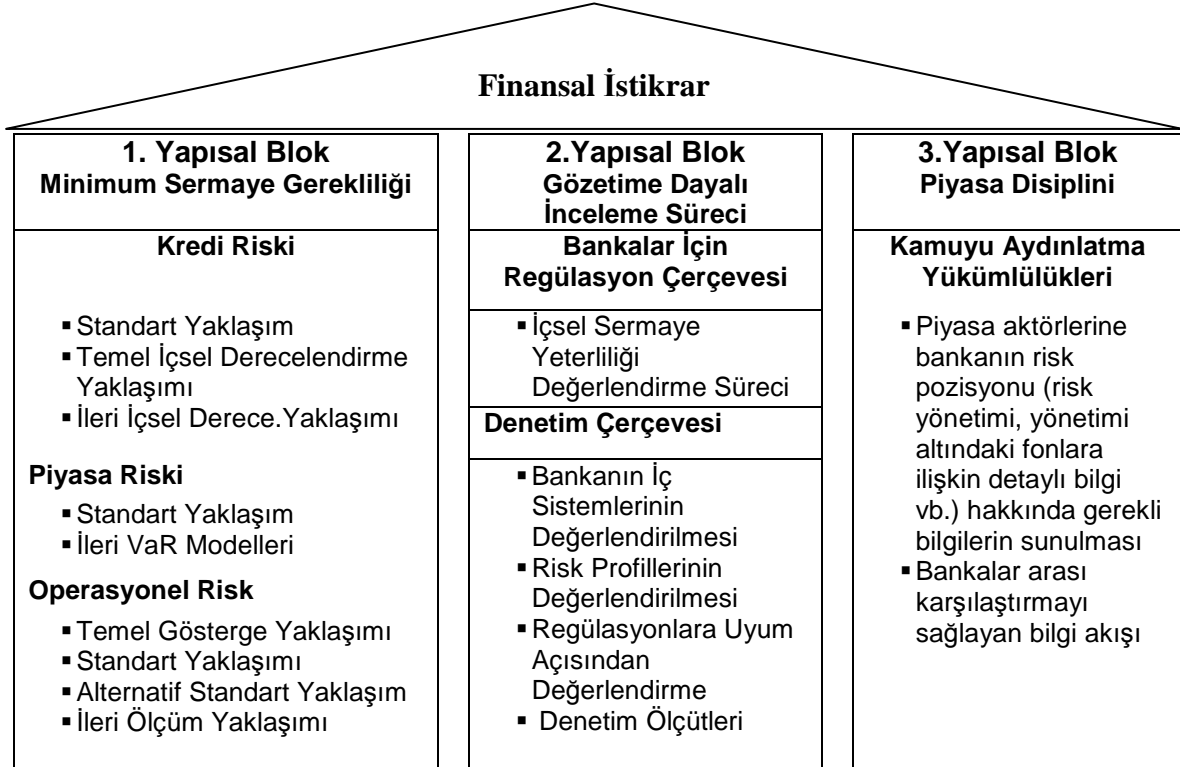 Finansal İstikrar
1. Yapısal Blok
Minimum Sermaye Gerekliliği
Kredi Riski
▪ Standart Yaklaşım
▪ Temel İçsel Derecelendirme
Yaklaşımı
▪ İleri İçsel Derece.Yaklaşımı
Piyasa Riski
▪ Standart Yaklaşım
▪ İleri VaR Modelleri
Operasyonel Risk
▪ Temel Gösterge Yaklaşımı
▪ Standart Yaklaşımı
▪ Alternatif Standart Yaklaşım
▪ İleri Ölçüm Yaklaşımı
2.Yapısal Blok
Gözetime Dayalı
İnceleme Süreci
Bankalar İçin
Regülasyon Çerçevesi
▪ İçsel Sermaye
Yeterliliği
Değerlendirme Süreci
Denetim Çerçevesi
▪ Bankanın İç
Sistemlerinin
Değerlendirilmesi
▪ Risk Profillerinin
Değerlendirilmesi
▪ Regülasyonlara Uyum
Açısından
Değerlendirme
▪ Denetim Ölçütleri
3.Yapısal Blok
Piyasa Disiplini
Kamuyu Aydınlatma
Yükümlülükleri
▪ Piyasa aktörlerine
bankanın risk
pozisyonu (risk
yönetimi, yönetimi
altındaki fonlara
ilişkin detaylı bilgi
vb.) hakkında gerekli
bilgilerin sunulması
▪ Bankalar arası
karşılaştırmayı
sağlayan bilgi akışı